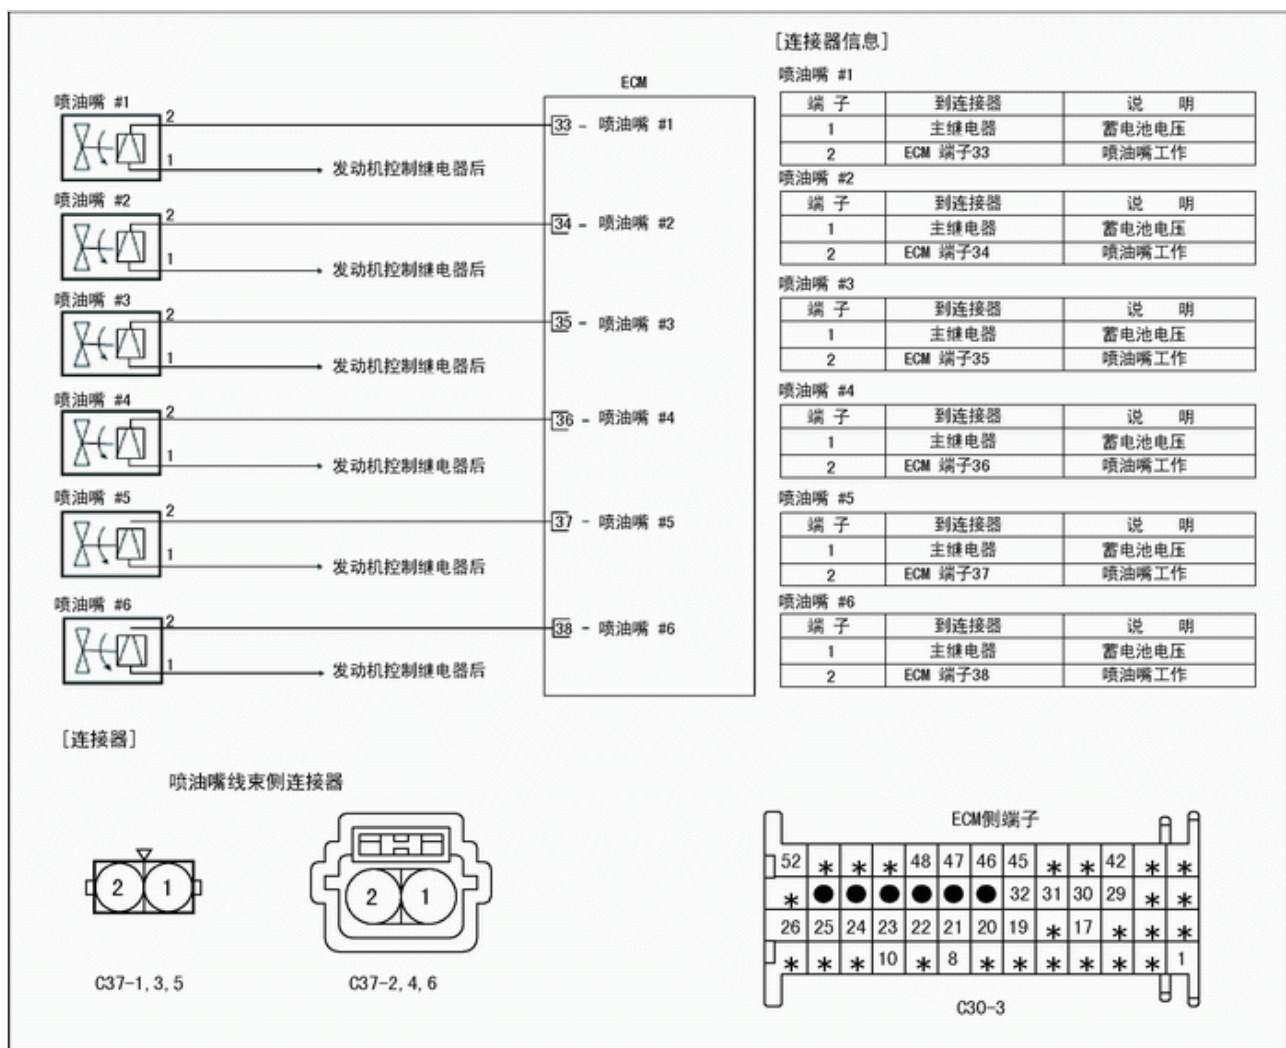 [连接器信息]
ECM
喷油嘴 #1
2
1
发动机控制继电器后
33 - 喷油嘴 #1
喷油嘴 #2
2
1
发动机控制继电器后
34 - 喷油嘴 #2
喷油嘴 #3
2
1
发动机控制继电器后
35 - 喷油嘴 #3
喷油嘴 #4
2
1
发动机控制继电器后
36 - 喷油嘴 #4
喷油嘴 #5
2
1
发动机控制继电器后
37 - 喷油嘴 #5
喷油嘴 #6
2
1
发动机控制继电器后
38 - 喷油嘴 #6
喷油嘴 #1
端 子 到连接器 说 明
1 主继电器 蓄电池电压
2 ECM 端子33 喷油嘴工作
喷油嘴 #2
端 子 到连接器 说 明
1 主继电器 蓄电池电压
2 ECM 端子34 喷油嘴工作
喷油嘴 #3
端 子 到连接器 说 明
1 主继电器 蓄电池电压
2 ECM 端子35 喷油嘴工作
喷油嘴 #4
端 子 到连接器 说 明
1 主继电器 蓄电池电压
2 ECM 端子36 喷油嘴工作
喷油嘴 #5
端 子 到连接器 说 明
1 主继电器 蓄电池电压
2 ECM 端子37 喷油嘴工作
喷油嘴 #6
端 子 到连接器 说 明
1 主继电器 蓄电池电压
2 ECM 端子38 喷油嘴工作
[连接器]
喷油嘴线束侧连接器
2 1
C37-1,3,5
2 1
C37-2,4,6
ECM侧端子
52 * * * 48 47 46 45 * * 42 * *
* ● ● ● ● ● ● 32 31 30 29 * *
26 25 24 23 22 21 20 19 * 17 * * *
* * * 10 * 8 * * * * * * 1
C30-3